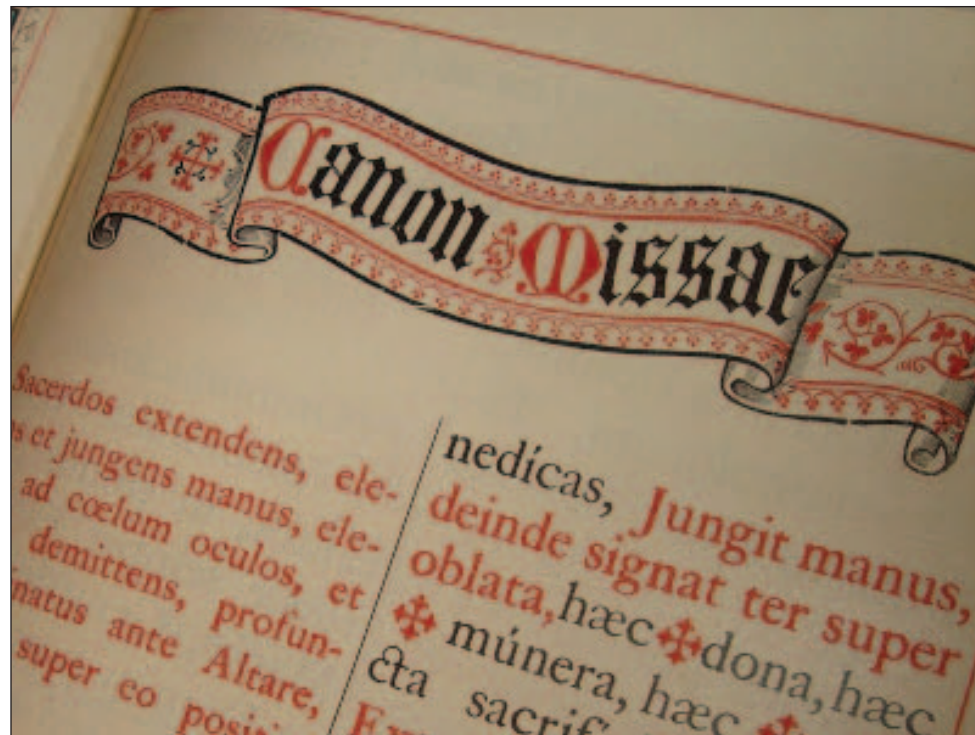 Canon Missae
Sacerdos extendens, ele-
et jungens manus, ele-
ad cœlum oculos, et
demittens, profun-
ante Altare,
super eo
nedícas, Jungit manus,
deinde signat ter super
oblata, hæc ✠ dona, hæc
✠ múnera, hæc ✠
cta